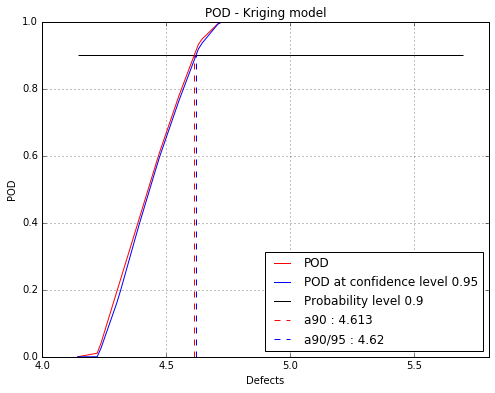 POD - Kriging model
1.0
0.8
0.6
0.4
0.2
0.0
POD
POD
POD at confidence level 0.95
Probability level 0.9
a90 : 4.613
a90/95 : 4.62
4.0 4.5 5.0 5.5
Defects